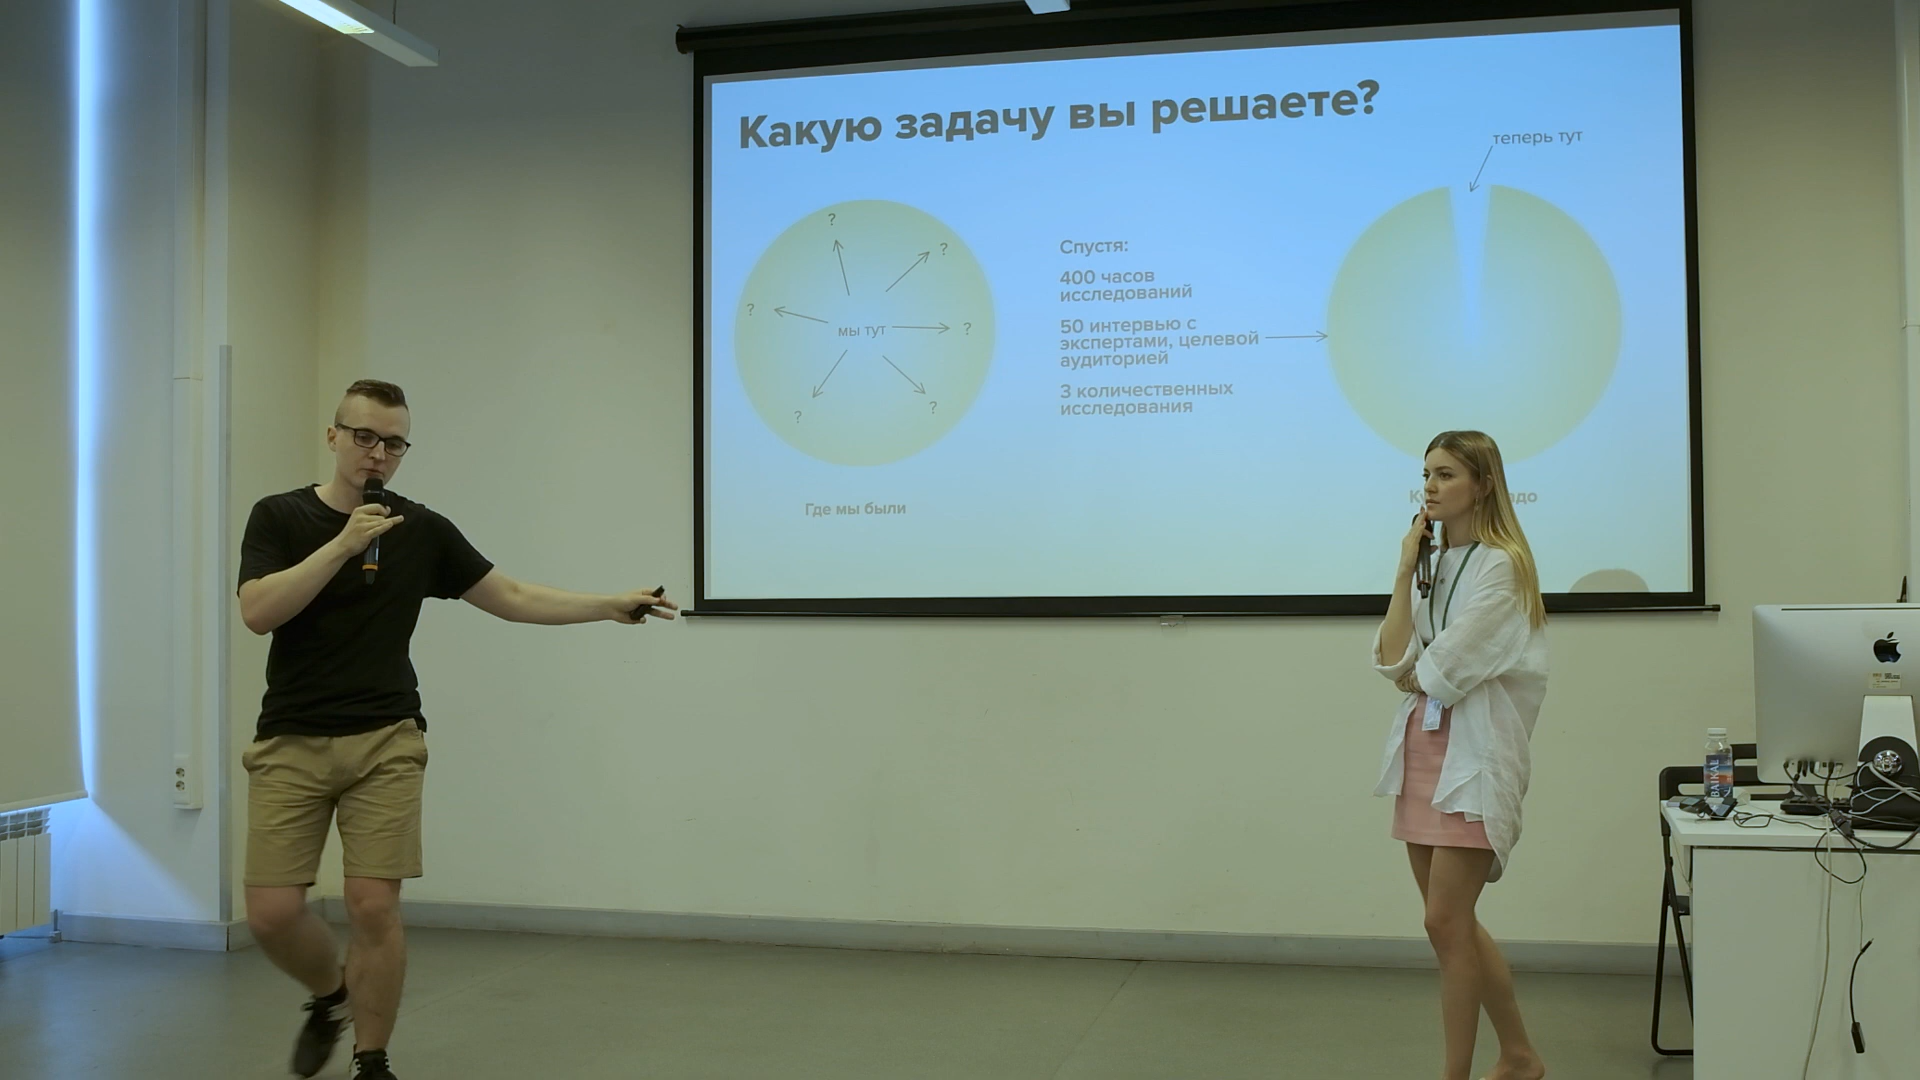 Какую задачу вы решаете?
теперь тут
?
?
?
мы тут
?
?
?
Спустя:
400 часов
исследований
50 интервью с
экспертами, целевой
аудиторией
3 количественных
исследования
Где мы были
BAIKAL